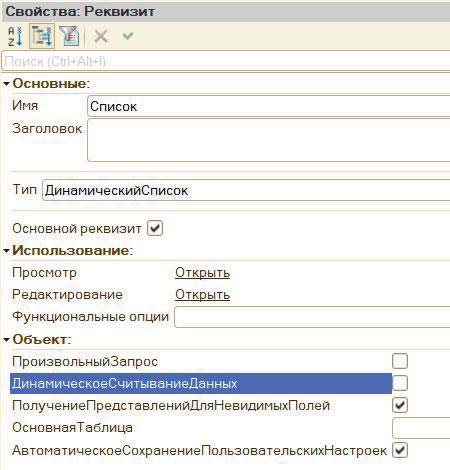 Свойства: Реквизит
Поиск (Ctrl+Alt+I)
Основные:
Имя Список
Заголовок
Тип ДинамическийСписок
Основной реквизит
Использование:
Просмотр Открыть
Редактирование Открыть
Функциональные опции
Объект:
ПроизвольныйЗапрос
ДинамическоеСчитываниеДанных
ПолучениеПредставленийДляНевидимыхПолей
ОсновнаяТаблица
АвтоматическоеСохранениеПользовательскихНастроек